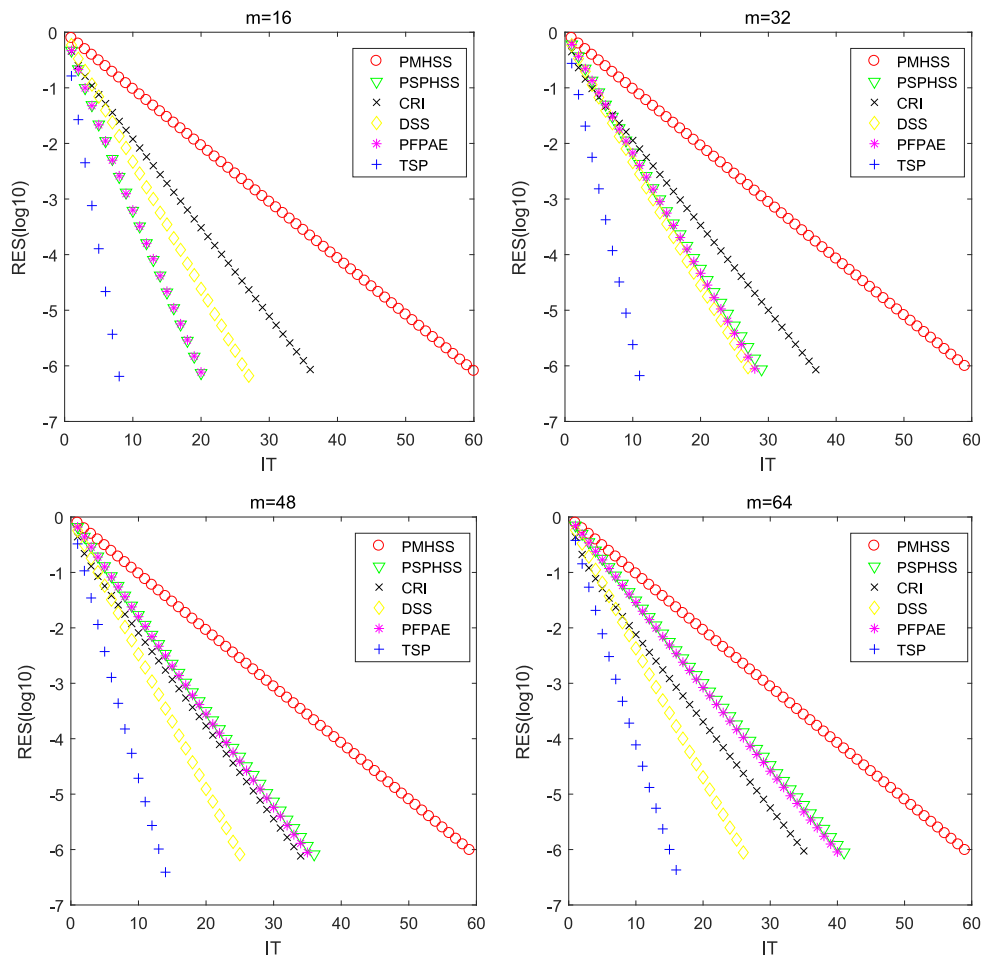 m=16
0
-1
-2
-3
-4
-5
-6
-7
RES(log10)
0 10 20 30 40 50 60
IT
PMHSS
PSPHSS
CRI
DSS
PFPAE
TSP
m=32
0
-1
-2
-3
-4
-5
-6
-7
RES(log10)
0 10 20 30 40 50 60
IT
PMHSS
PSPHSS
CRI
DSS
PFPAE
TSP
m=48
0
-1
-2
-3
-4
-5
-6
-7
RES(log10)
0 10 20 30 40 50 60
IT
PMHSS
PSPHSS
CRI
DSS
PFPAE
TSP
m=64
0
-1
-2
-3
-4
-5
-6
-7
RES(log10)
0 10 20 30 40 50 60
IT
PMHSS
PSPHSS
CRI
DSS
PFPAE
TSP